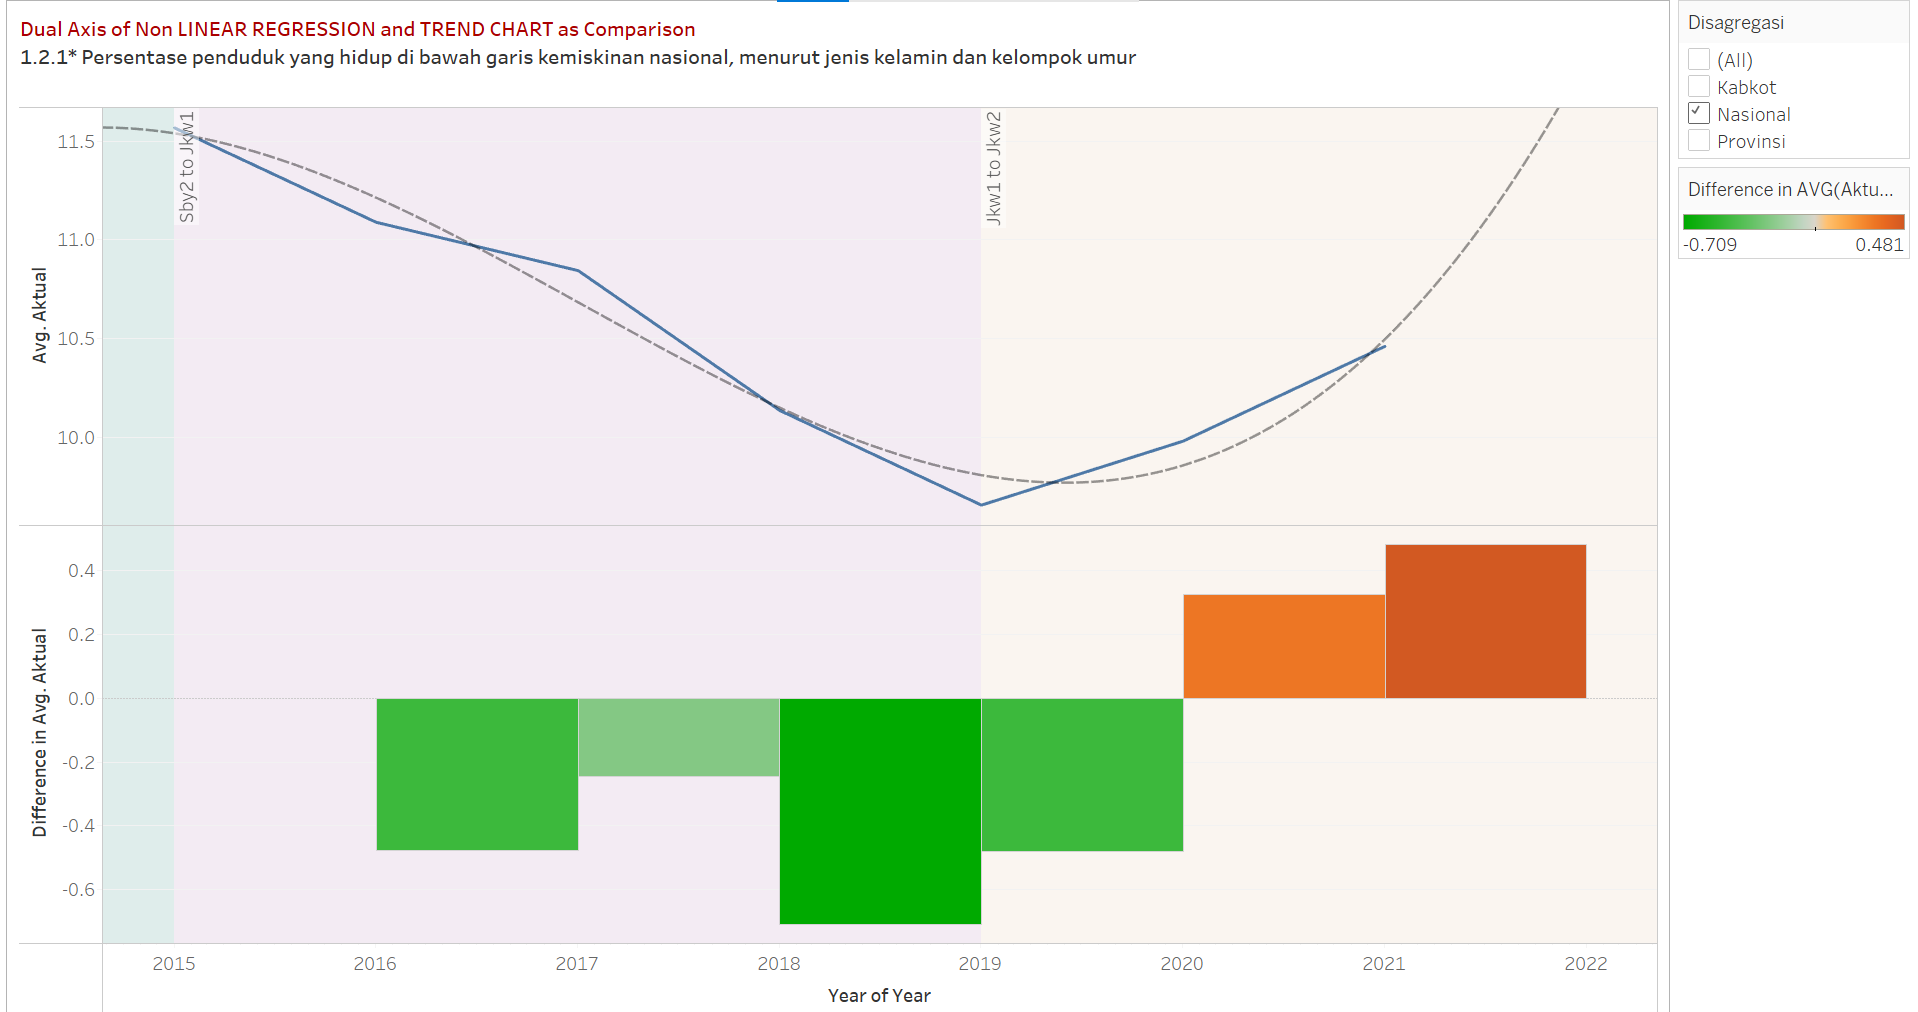 Dual Axis of Non LINEAR REGRESSION and TREND CHART as Comparison
1.2.1* Persentase penduduk yang hidup di bawah garis kemiskinan nasional, menurut jenis kelamin dan kelompok umur
Disagregasi
(All)
Kabkot
Nasional
Provinsi
Difference in AVG(Aktu...
-0.709 0.481
Sby2 to Jkw1
Jkw1 to Jkw2
Avg. Aktual
11.5
11.0
10.5
10.0
Difference in Avg. Aktual
0.4
0.2
0.0
-0.2
-0.4
-0.6
2015 2016 2017 2018 2019 2020 2021 2022
Year of Year